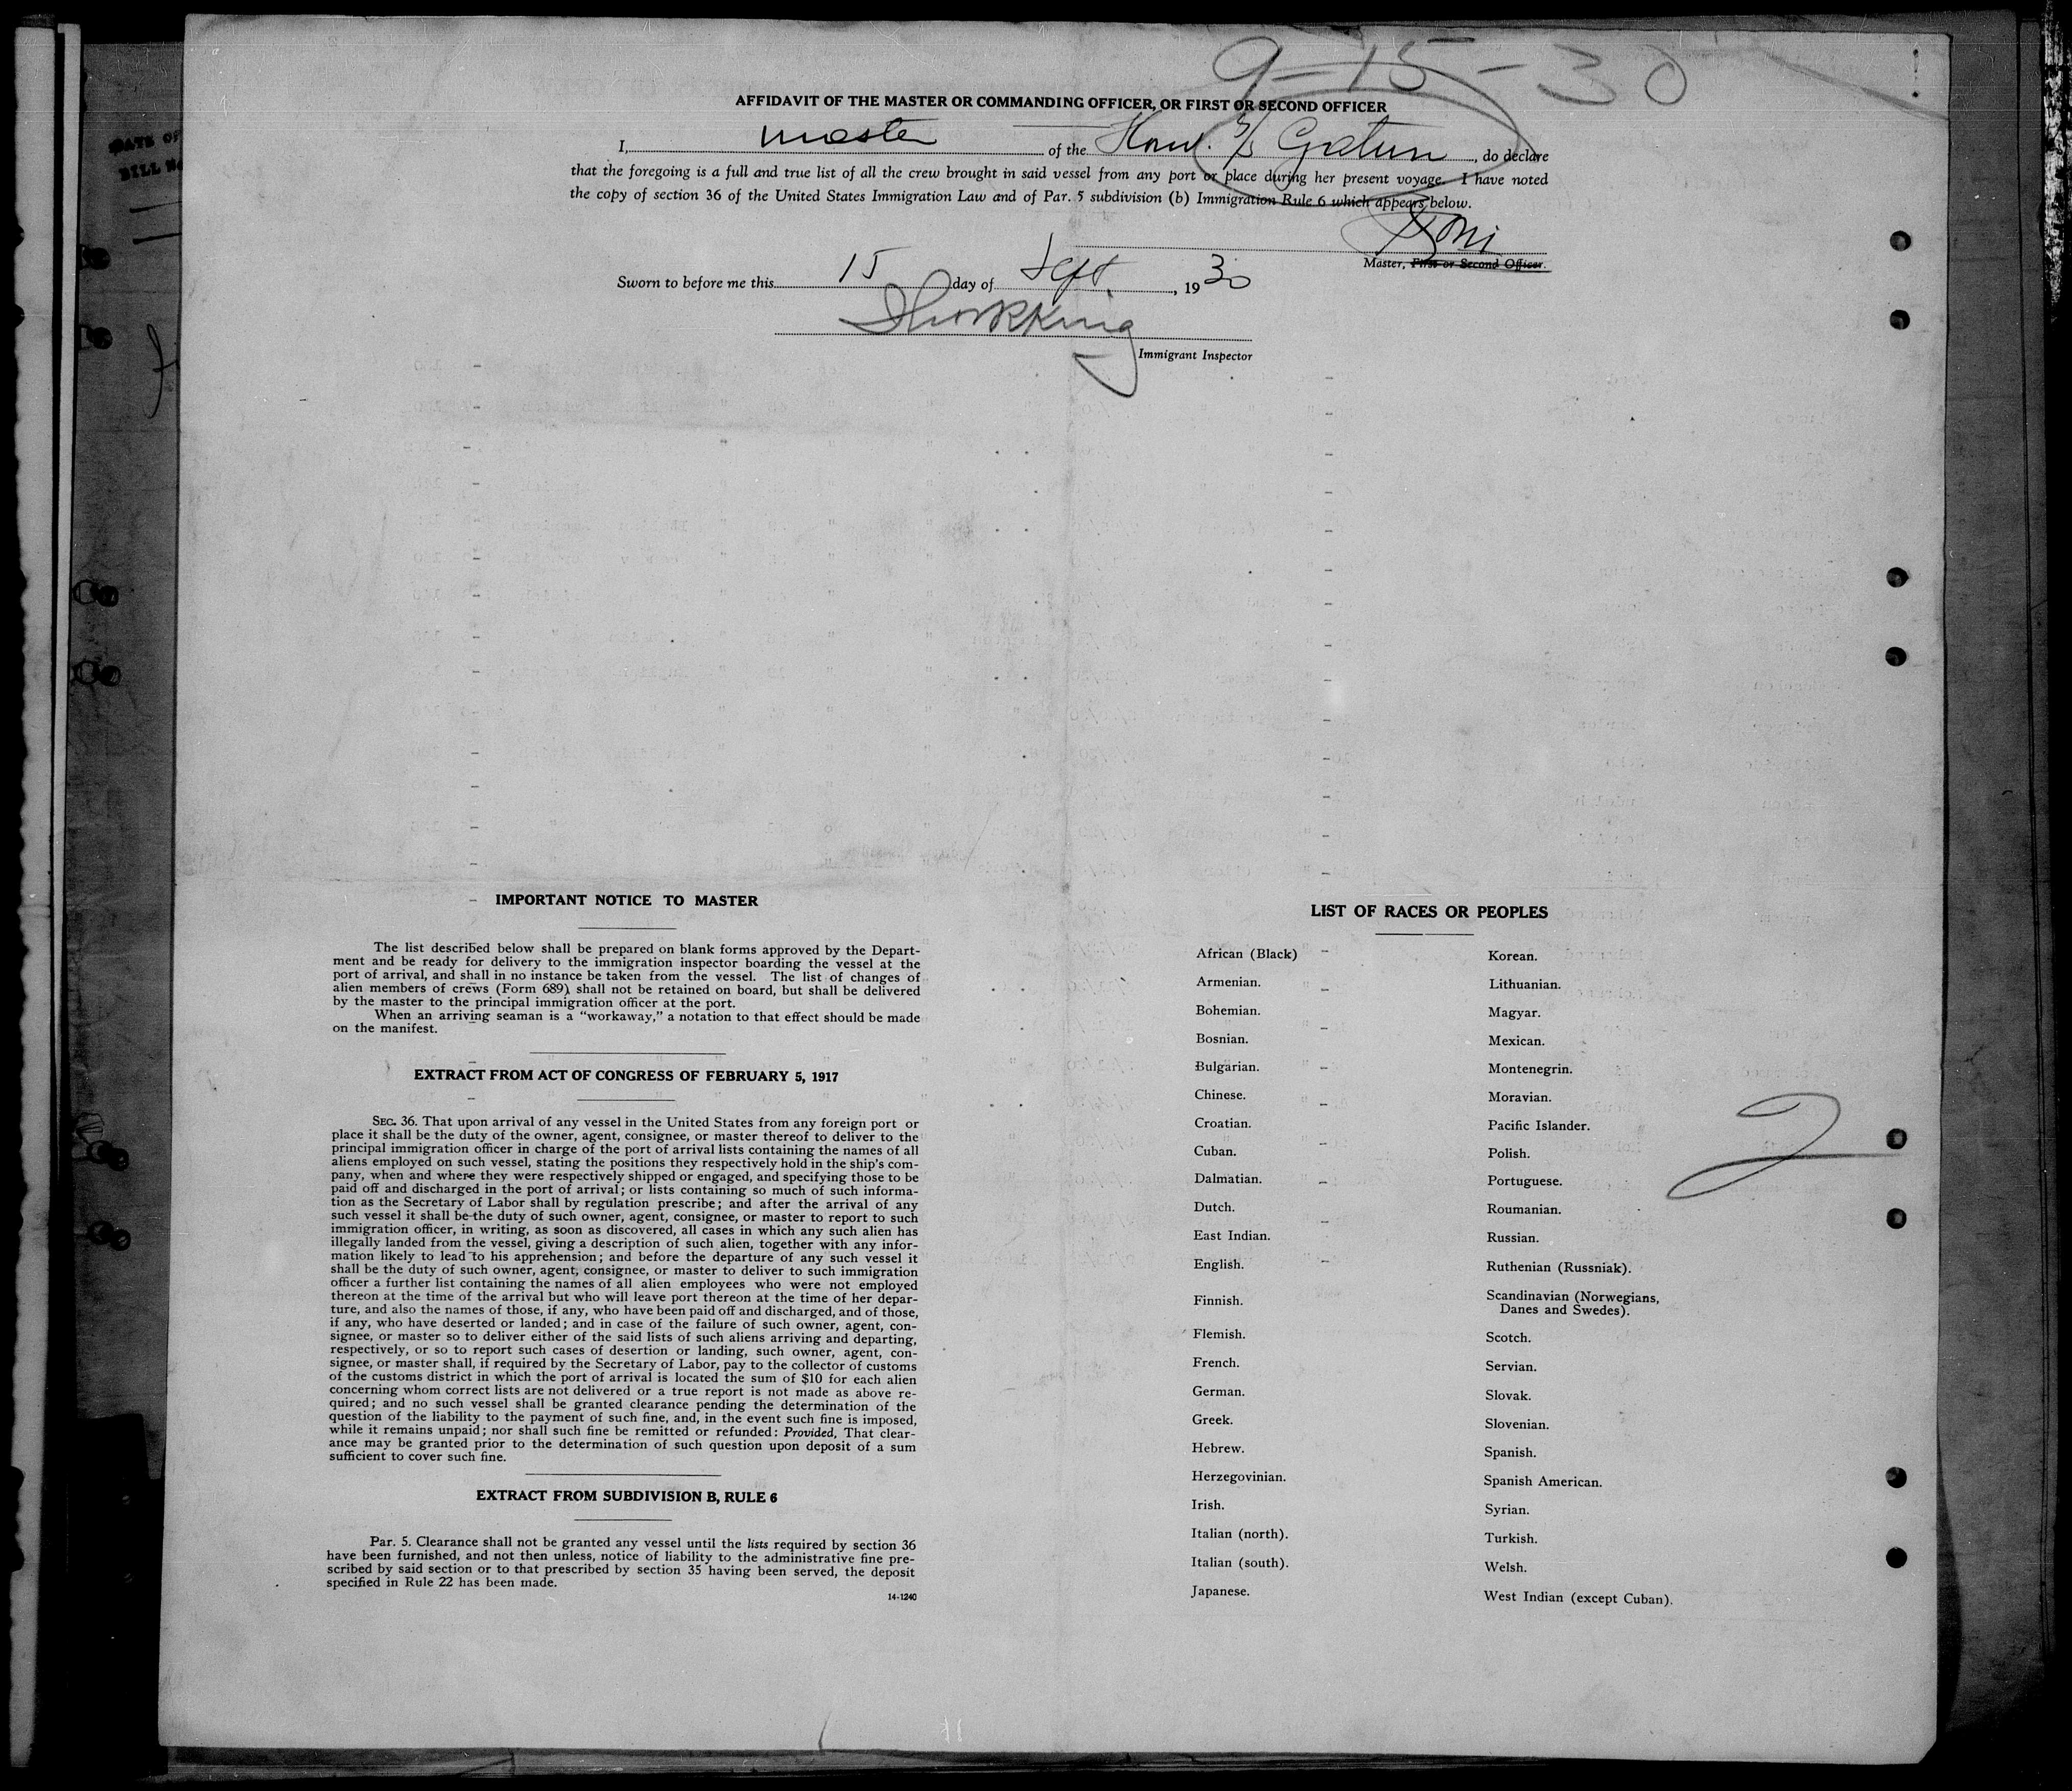 9-15-30
AFFIDAVIT OF THE MASTER OR COMMANDING OFFICER, OR FIRST OR SECOND OFFICER
I, master of the S/S Gatun, do declare
that the foregoing is a full and true list of all the crew brought in said vessel from any port or place during her present voyage. I have noted
the copy of section 36 of the United States Immigration Law and of Par. 5 subdivision (b) Immigration Rule 6 which appears below.
Master, First or Second Officer.
Sworn to before me this 15 day of Sept., 1930
Immigrant Inspector
DATE OF
BILL
IMPORTANT NOTICE TO MASTER
The list described below shall be prepared on blank forms approved by the Depart-
ment and be ready for delivery to the immigration inspector boarding the vessel at the
port of arrival, and shall in no instance be taken from the vessel. The list of changes of
alien members of crews (Form 689) shall not be retained on board, but shall be delivered
by the master to the principal immigration officer at the port.
When an arriving seaman is a "workaway," a notation to that effect should be made
on the manifest.
EXTRACT FROM ACT OF CONGRESS OF FEBRUARY 5, 1917
SEC. 36. That upon arrival of any vessel in the United States from any foreign port or
place it shall be the duty of the owner, agent, consignee, or master thereof to deliver to the
principal immigration officer in charge of the port of arrival lists containing the names of all
aliens employed on such vessel, stating the positions they respectively hold in the ship's com-
pany, when and where they were respectively shipped or engaged, and specifying those to be
paid off and discharged in the port of arrival; or lists containing so much of such informa-
tion as the Secretary of Labor shall by regulation prescribe; and after the arrival of any
such vessel it shall be the duty of such owner, agent, consignee, or master to report to such
immigration officer, in writing, as soon as discovered, all cases in which any such alien has
illegally landed from the vessel, giving a description of such alien, together with any infor-
mation likely to lead to his apprehension; and before the departure of any such vessel it
shall be the duty of such owner, agent, consignee, or master to deliver to such immigration
officer a further list containing the names of all alien employees who were not employed
thereon at the time of the arrival but who will leave port thereon at the time of her depar-
ture, and also the names of those, if any, who have been paid off and discharged, and of those,
if any, who have deserted or landed; and in case of the failure of such owner, agent, con-
signee, or master so to deliver either of the said lists of such aliens arriving and departing,
respectively, or so to report such cases of desertion or landing, such owner, agent, con-
signee, or master shall, if required by the Secretary of Labor, pay to the collector of customs
of the customs district in which the port of arrival is located the sum of $10 for each alien
concerning whom correct lists are not delivered or a true report is not made as above re-
quired; and no such vessel shall be granted clearance pending the determination of the
question of the liability to the payment of such fine, and, in the event such fine is imposed,
while it remains unpaid; nor shall such fine be remitted or refunded: Provided, That clear-
ance may be granted prior to the determination of such question upon deposit of a sum
sufficient to cover such fine.
EXTRACT FROM SUBDIVISION B, RULE 6
Par. 5. Clearance shall not be granted any vessel until the lists required by section 36
have been furnished, and not then unless, notice of liability to the administrative fine pre-
scribed by said section or to that prescribed by section 35 having been served, the deposit
specified in Rule 22 has been made.
14-1240
LIST OF RACES OR PEOPLES
African (Black)
Armenian.
Bohemian.
Bosnian.
Bulgarian.
Chinese.
Croatian.
Cuban.
Dalmatian.
Dutch.
East Indian.
English.
Finnish.
Flemish.
French.
German.
Greek.
Hebrew.
Herzegovinian.
Irish.
Italian (north).
Italian (south).
Japanese.
Korean.
Lithuanian.
Magyar.
Mexican.
Montenegrin.
Moravian.
Pacific Islander.
Polish.
Portuguese.
Roumanian.
Russian.
Ruthenian (Russniak).
Scandinavian (Norwegians,
Danes and Swedes).
Scotch.
Servian.
Slovak.
Slovenian.
Spanish.
Spanish American.
Syrian.
Turkish.
Welsh.
West Indian (except Cuban).
2